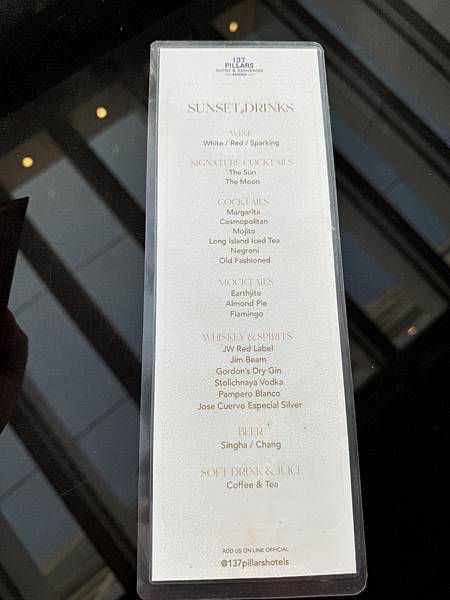 137
PILLARS
HOTELS & RESIDENCES
SUNSET DRINKS
WINE
White / Red / Sparking
SIGNATURE COCKTAILS
The Sun
The Moon
COCKTAILS
Margarita
Cosmopolitan
Mojito
Long Island Iced Tea
Negroni
Old Fashioned
MOCKTAILS
Earthjito
Almond Pie
Flamingo
WHISKEY & SPIRITS
JW Red Label
Jim Beam
Gordon's Dry Gin
Stolichnaya Vodka
Pampero Blanco
Jose Cuervo Especial Silver
BEER
Singha / Chang
SOFT DRINK & JUICE
Coffee & Tea
ADD US ON LINE OFFICIAL
@137pillarshotels